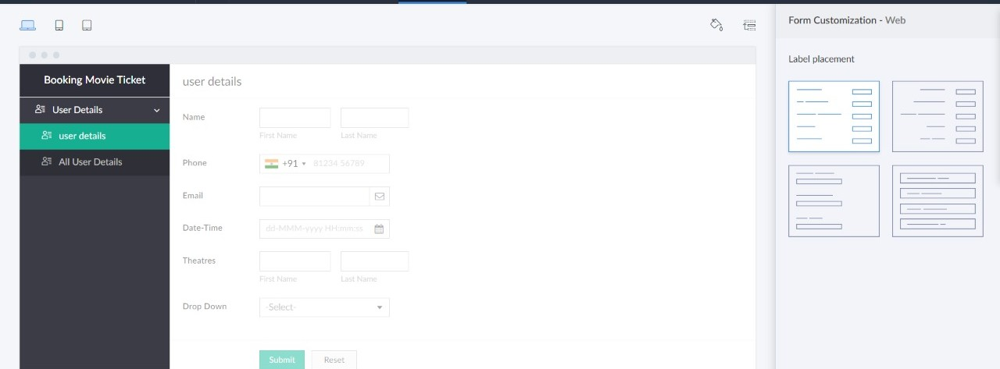 Form Customization - Web
Label placement
Booking Movie Ticket
User Details
user details
All User Details
user details
Name
First Name
Last Name
Phone
+91
81234 56789
Email
Date-Time
dd-MMM-yyyy HH:mm:ss
Theatres
First Name
Last Name
Drop Down
-Select-
Submit
Reset